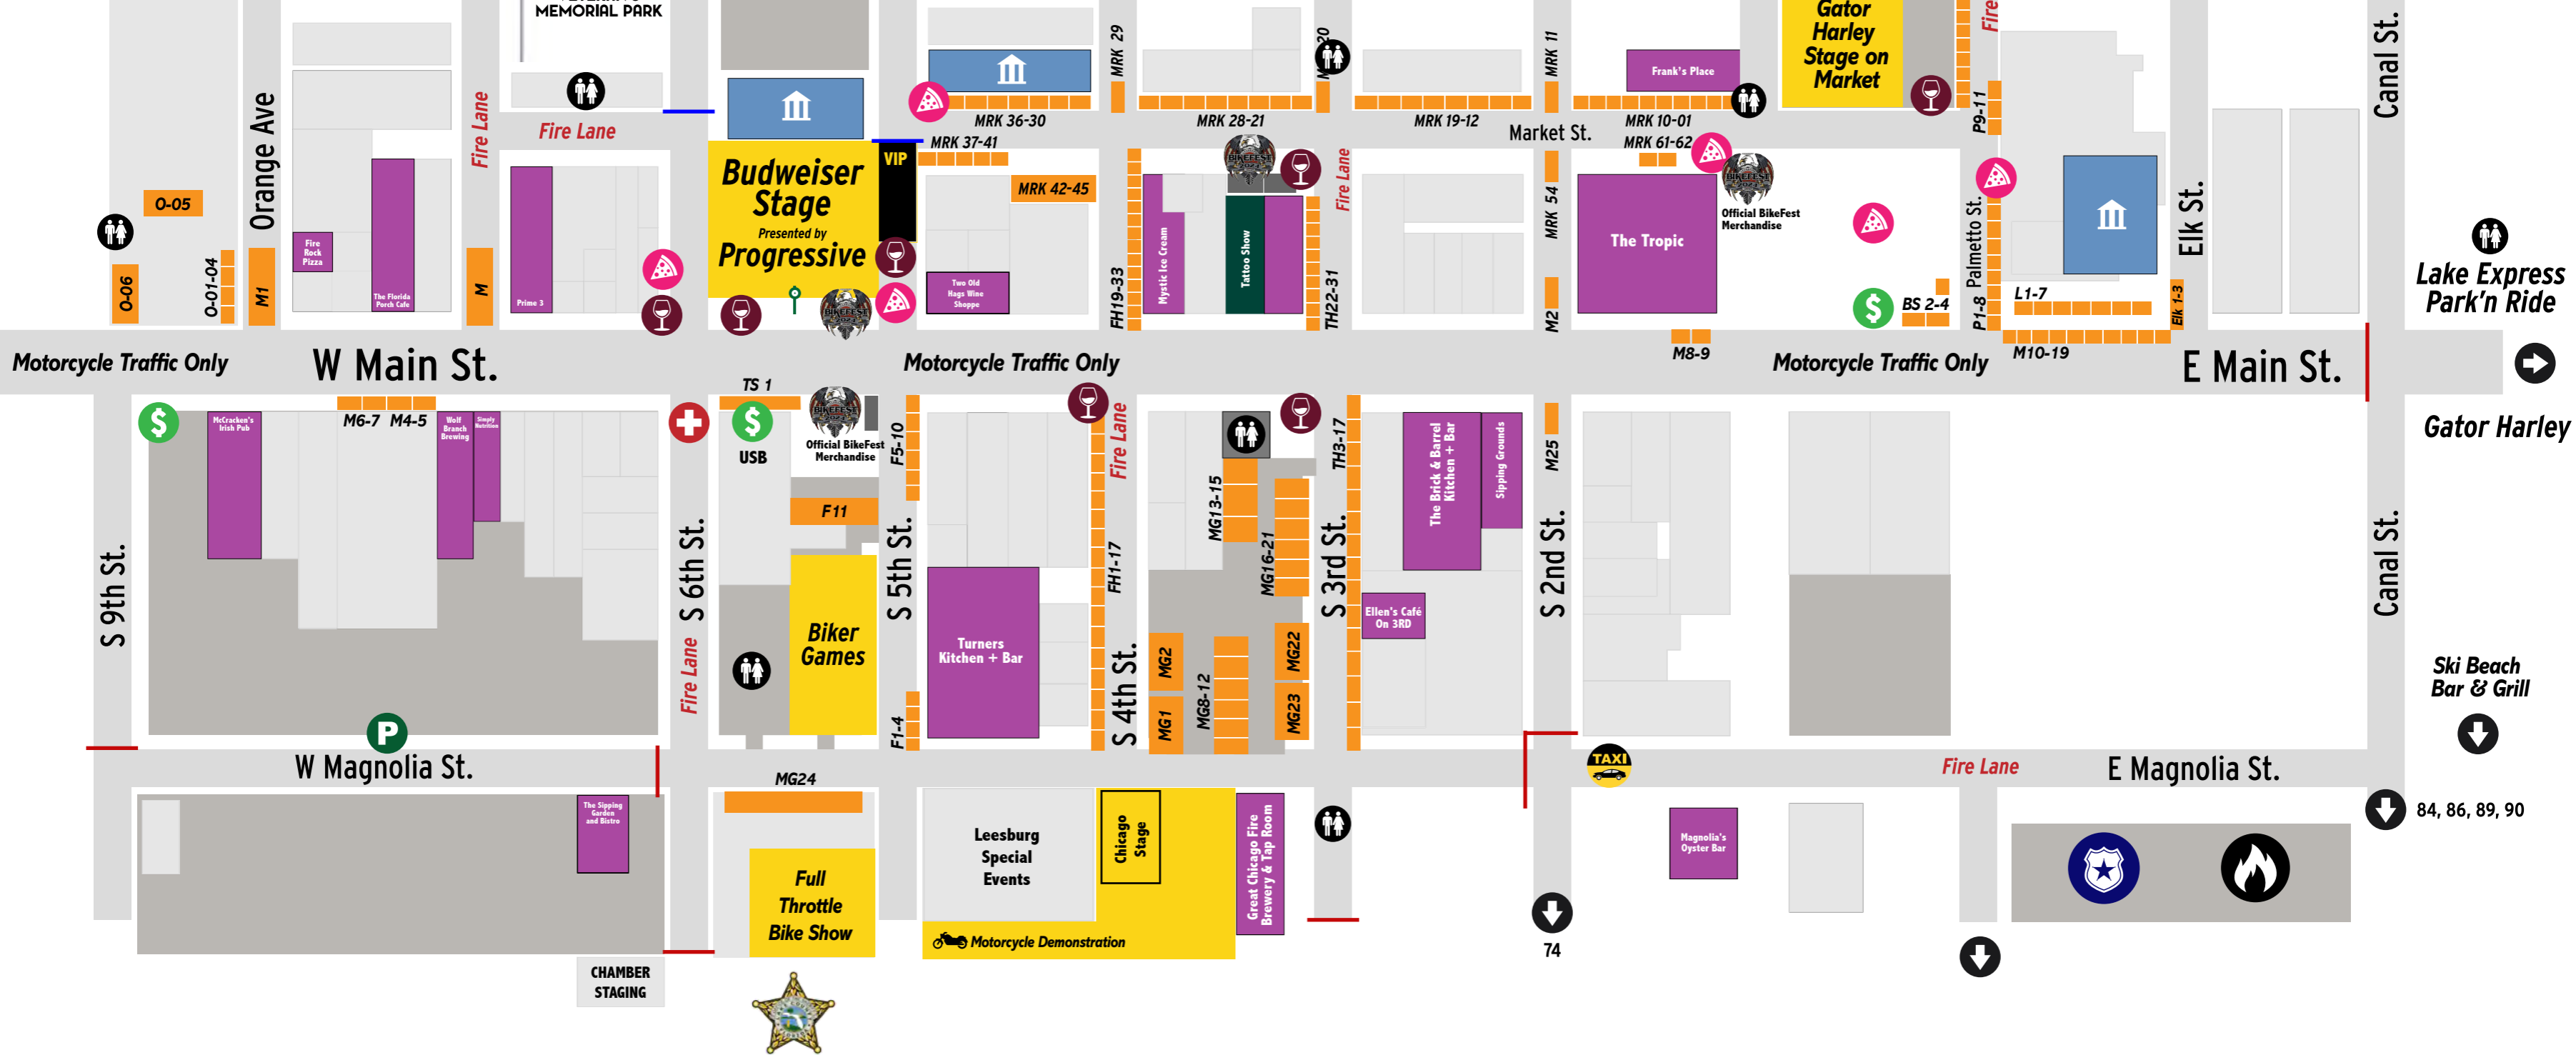 MEMORIAL PARK
Gator
Harley
Stage on
Market
Fire
Canal St.
MRK 29
MRK 11
Frank's Place
Orange Ave
Fire Lane
Fire Lane
MRK 36-30
MRK 28-21
MRK 19-12
Market St.
MRK 10-01
P9-11
MRK 37-41
MRK 61-62
VIP
Budweiser
Stage
Presented by
Progressive
MRK 42-45
BIKEFEST
Fire Lane
MRK 54
BIKEFEST
Official BikeFest
Merchandise
O-05
O-06
O-01-04
M1
Fire
Rock
Pizza
The Florida
Porch Cafe
M
Prime 3
Two Old
Hags Wine
Shoppe
BIKEFEST
FH19-33
Mystic Ice Cream
Tattoo Show
TH22-31
M2
The Tropic
BS 2-4
Palmetto St.
P1-8
L1-7
Elk St.
Elk 1-3
Lake Express
Park'n Ride
Motorcycle Traffic Only
W Main St.
Motorcycle Traffic Only
M8-9
Motorcycle Traffic Only
M10-19
E Main St.
Gator Harley
McCracken's
Irish Pub
M6-7
M4-5
Wolf
Branch
Brewing
Simply
Nutrition
TS 1
USB
BIKEFEST
Official BikeFest
Merchandise
F5-10
Fire Lane
TH3-17
The Brick & Barrel
Kitchen + Bar
Sipping Grounds
M25
F 11
MG13-15
MG16-21
S 9th St.
S 6th St.
Fire Lane
Biker
Games
S 5th St.
F1-4
Turners
Kitchen + Bar
FH1-17
S 4th St.
MG2
MG1
MG8-12
MG22
MG23
S 3rd St.
Ellen's Café
On 3RD
S 2nd St.
Canal St.
Ski Beach
Bar & Grill
P
W Magnolia St.
MG24
TAXI
Fire Lane
E Magnolia St.
84, 86, 89, 90
The Sipping
Garden
and Bistro
Full
Throttle
Bike Show
Leesburg
Special
Events
Chicago
Stage
Great Chicago Fire
Brewery & Tap Room
Motorcycle Demonstration
Magnolia's
Oyster Bar
74
CHAMBER
STAGING